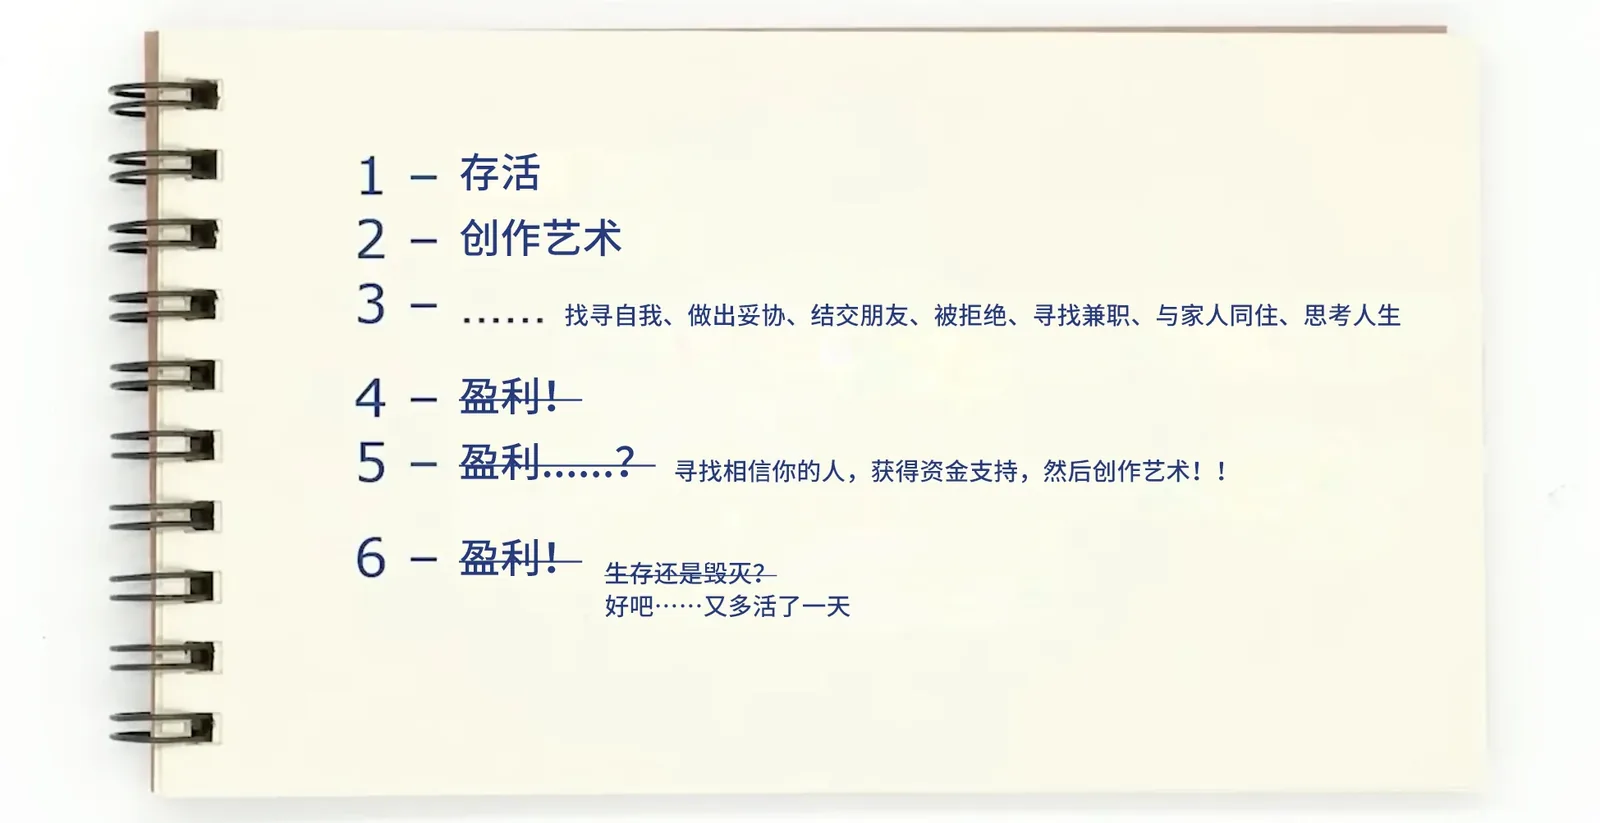 1 – 存活
2 – 创作艺术
3 – ...... 找寻自我、做出妥协、结交朋友、被拒绝、寻找兼职、与家人同住、思考人生
4 – 盈利！
5 – 盈利......？ 寻找相信你的人，获得资金支持，然后创作艺术！！
6 – 盈利！ 生存还是毁灭？
好吧······又多活了一天